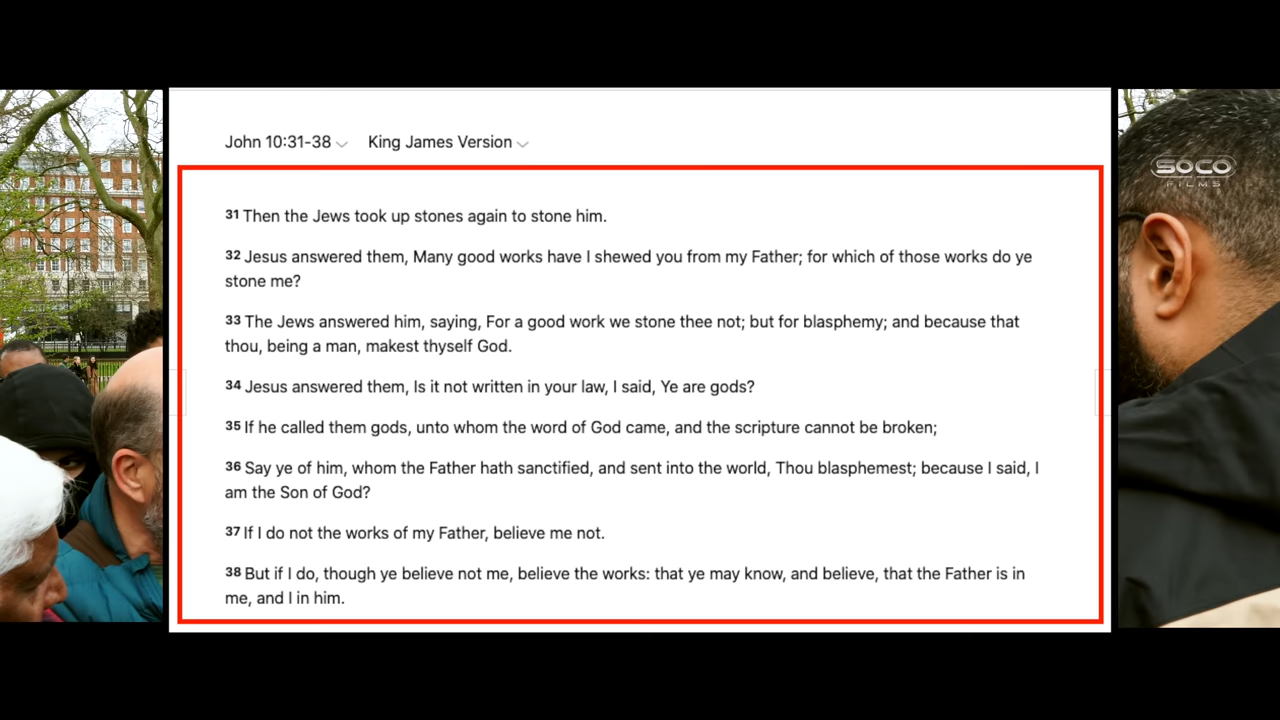 John 10:31-38 King James Version
SOCO
FILMS
31 Then the Jews took up stones again to stone him.
32 Jesus answered them, Many good works have I shewed you from my Father; for which of those works do ye
stone me?
33 The Jews answered him, saying, For a good work we stone thee not; but for blasphemy; and because that
thou, being a man, makest thyself God.
34 Jesus answered them, Is it not written in your law, I said, Ye are gods?
35 If he called them gods, unto whom the word of God came, and the scripture cannot be broken;
36 Say ye of him, whom the Father hath sanctified, and sent into the world, Thou blasphemest; because I said, I
am the Son of God?
37 If I do not the works of my Father, believe me not.
38 But if I do, though ye believe not me, believe the works: that ye may know, and believe, that the Father is in
me, and I in him.